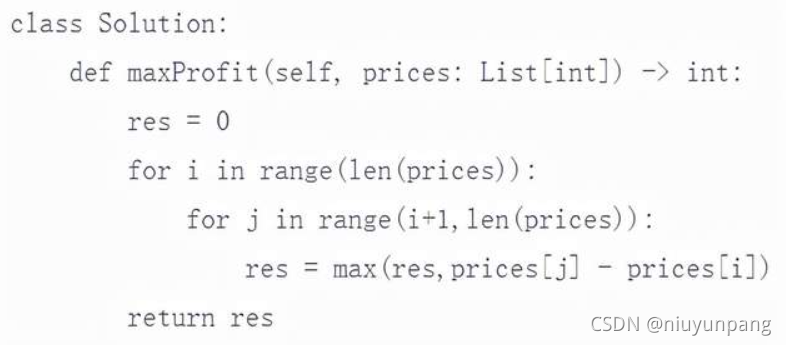 class Solution:
    def maxProfit(self, prices: List[int]) -> int:
        res = 0
        for i in range(len(prices)):
            for j in range(i+1, len(prices)):
                res = max(res, prices[j] - prices[i])
        return res
CSDN @niuyunpang